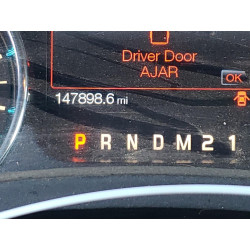 Driver Door
AJAR
OK
147898.6 mi
P R N D M 2 1